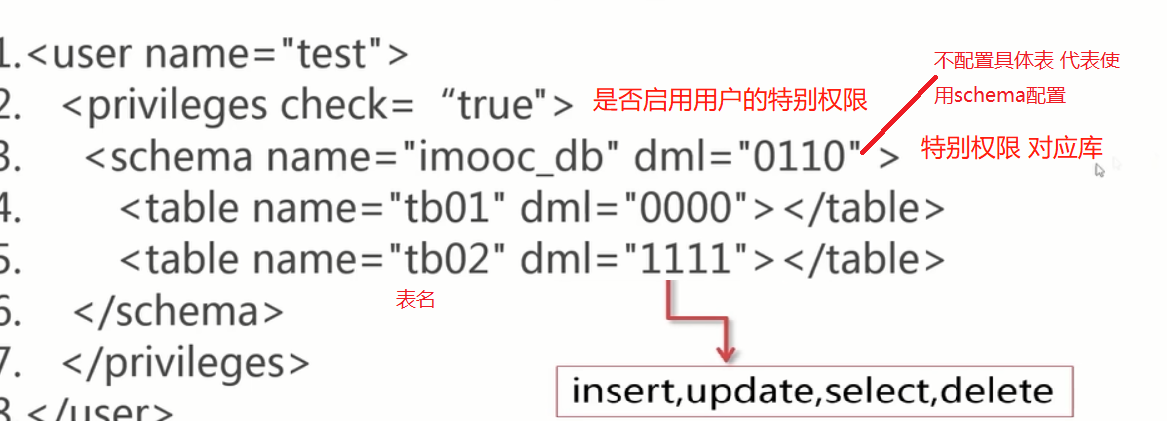 1.<user name="test">
2. <privileges check= “true"> 是否启用用户的特别权限
不配置具体表 代表使
用schema配置
3. <schema name="imooc_db" dml="0110" > 特别权限 对应库
4. <table name="tb01" dml="0000"></table>
5. <table name="tb02" dml="1111"></table>
表名
6. </schema>
7. </privileges>
insert,update,select,delete
8.</user>